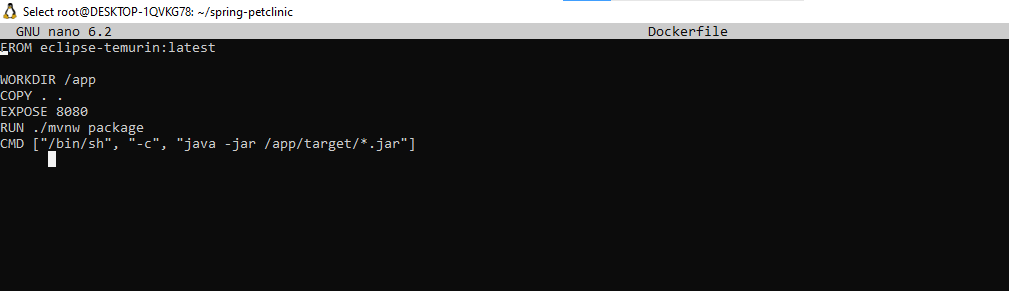 Select root@DESKTOP-1QVKG78: ~/spring-petclinic
GNU nano 6.2 Dockerfile
FROM eclipse-temurin:latest
WORKDIR /app
COPY . .
EXPOSE 8080
RUN ./mvnw package
CMD ["/bin/sh", "-c", "java -jar /app/target/*.jar"]